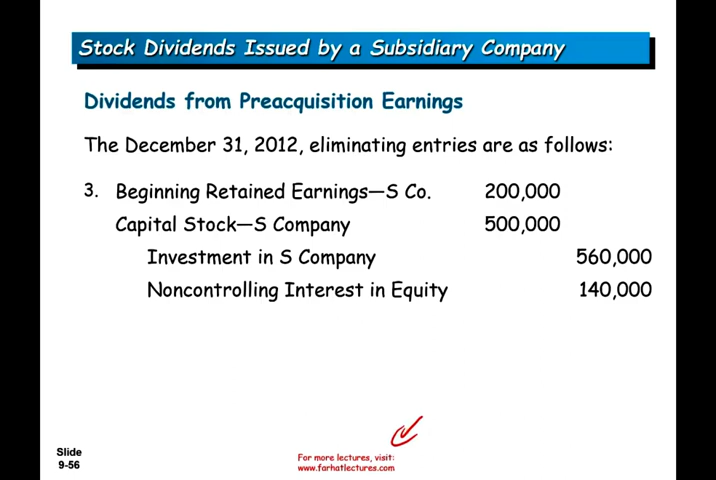 Stock Dividends Issued by a Subsidiary Company
Dividends from Preacquisition Earnings
The December 31, 2012, eliminating entries are as follows:
3. Beginning Retained Earnings—S Co. 200,000
Capital Stock—S Company 500,000
Investment in S Company 560,000
Noncontrolling Interest in Equity 140,000
Slide
9-56
For more lectures, visit:
www.farhatlectures.com